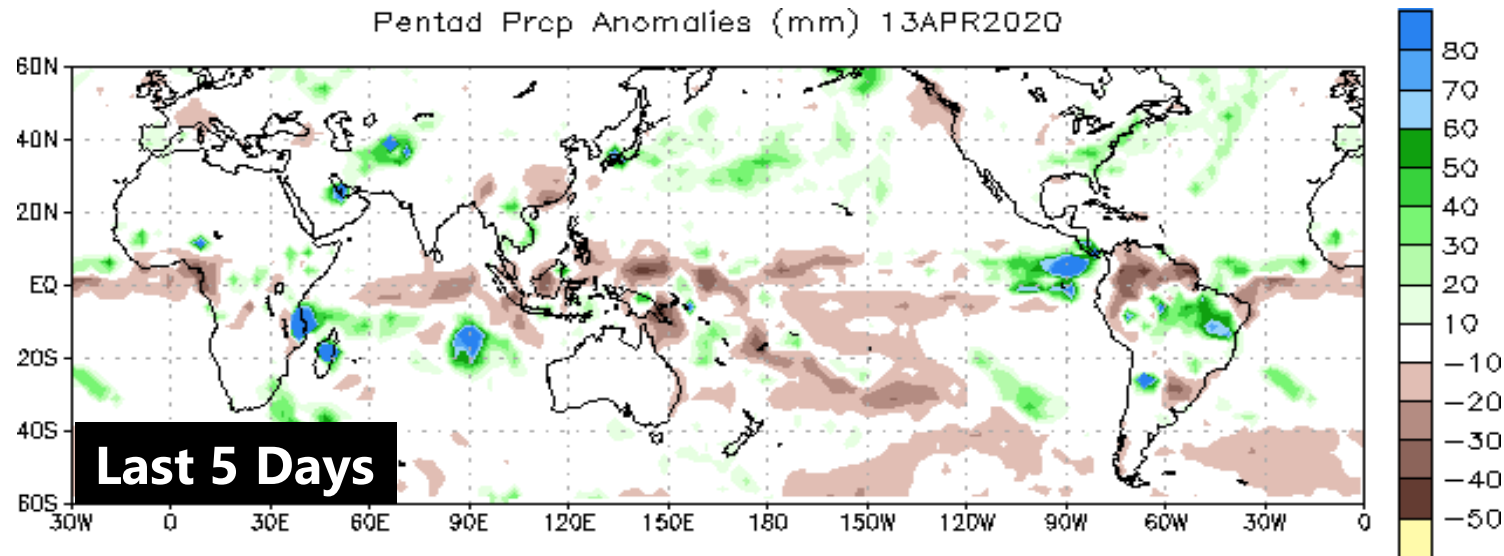 Pentad Prcp Anomalies (mm) 13APR2020
60N
40N
20N
EQ
20S
40S
60S
Last 5 Days
30W 0 30E 60E 90E 120E 150E 180 150W 120W 90W 60W 30W 0
80
70
60
50
40
30
20
10
−10
−20
−30
−40
−50